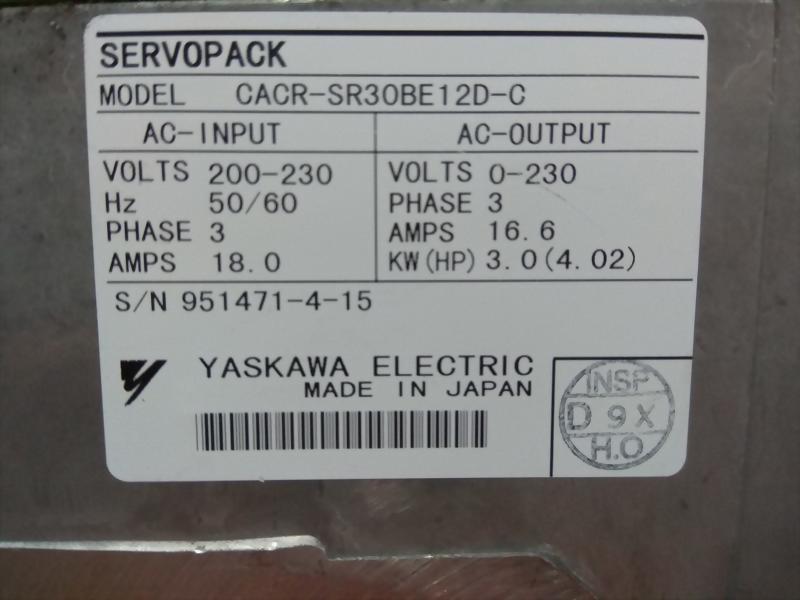 SERVOPACK
MODEL CACR-SR30BE12D-C
AC-INPUT AC-OUTPUT
VOLTS 200-230 VOLTS 0-230
Hz 50/60 PHASE 3
PHASE 3 AMPS 16.6
AMPS 18.0 KW(HP) 3.0(4.02)
S/N 951471-4-15
YASKAWA ELECTRIC
MADE IN JAPAN
INSP
D 9 X
H.O